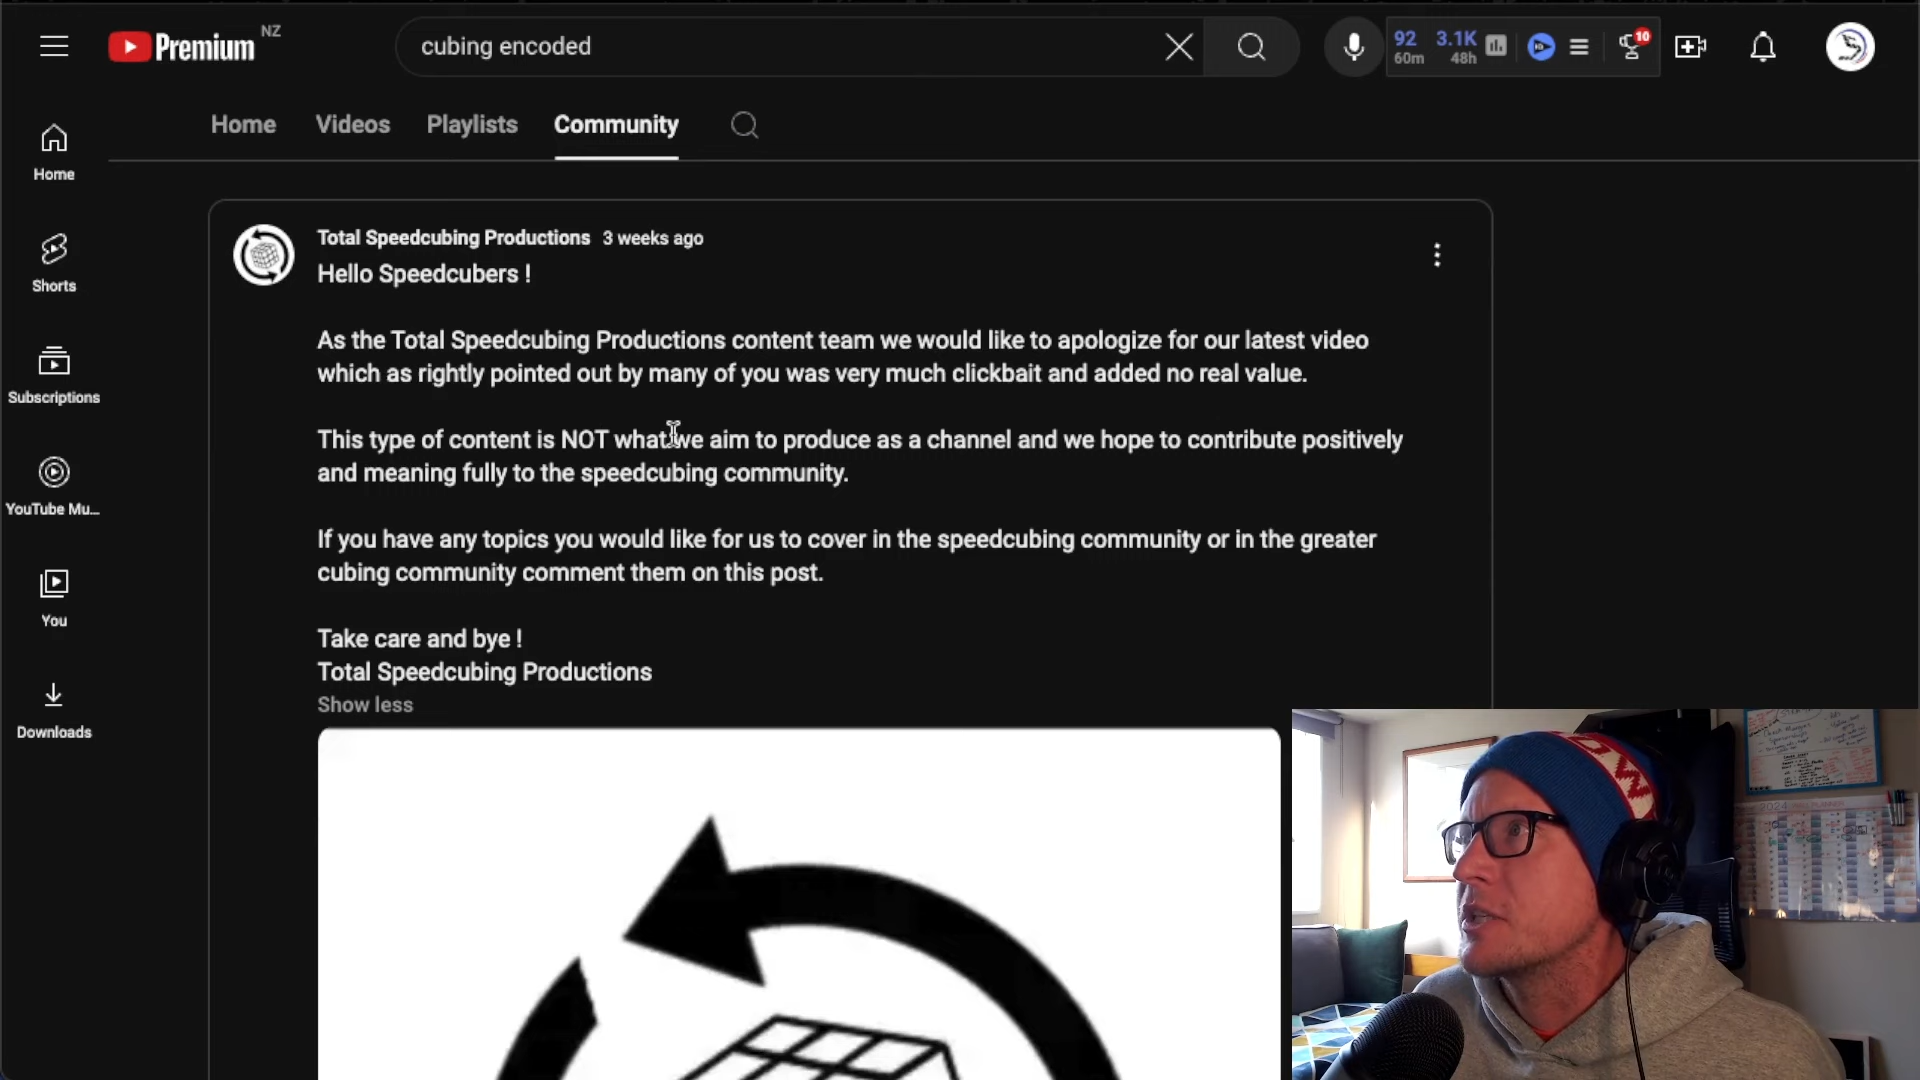 Premium NZ
cubing encoded
92 3.1K 10
60m 48h
Home Videos Playlists Community
Home
Shorts
Subscriptions
YouTube Mu...
You
Downloads
Total Speedcubing Productions 3 weeks ago
Hello Speedcubers !
As the Total Speedcubing Productions content team we would like to apologize for our latest video
which as rightly pointed out by many of you was very much clickbait and added no real value.
This type of content is NOT what we aim to produce as a channel and we hope to contribute positively
and meaning fully to the speedcubing community.
If you have any topics you would like for us to cover in the speedcubing community or in the greater
cubing community comment them on this post.
Take care and bye !
Total Speedcubing Productions
Show less
2024